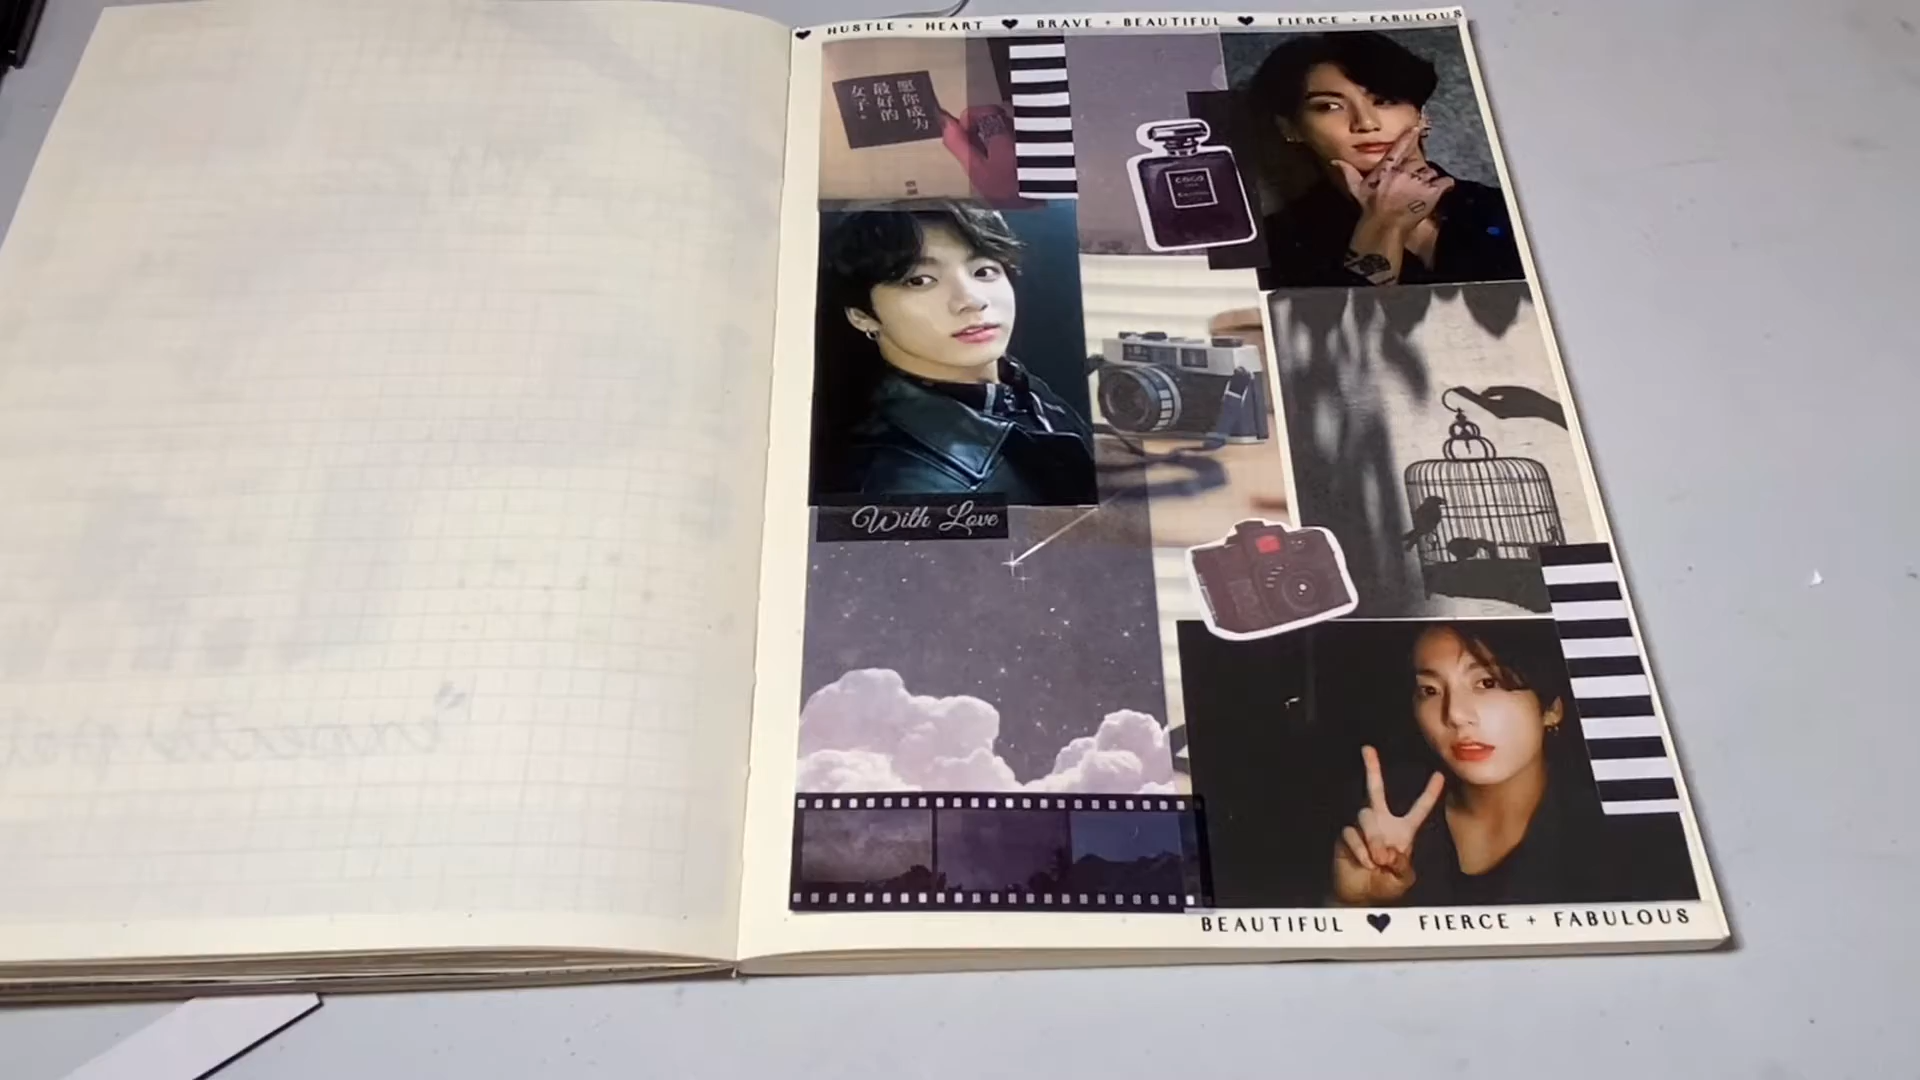 HUSTLE + HEART ♥ BRAVE + BEAUTIFUL ♥ FIERCE + FABULOUS
愿你成为
最好的
女子。
COCO
With Love
BEAUTIFUL ♥ FIERCE + FABULOUS